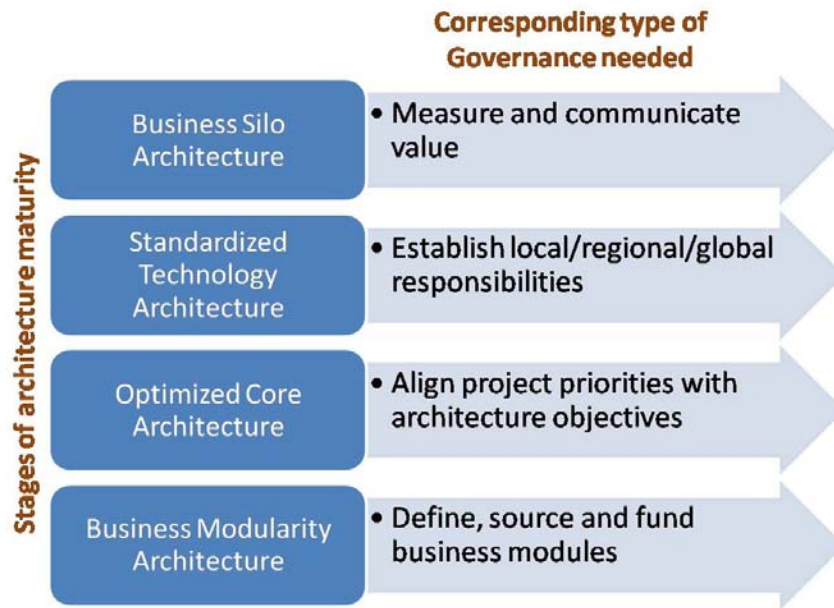 Corresponding type of
Governance needed
Stages of architecture maturity
Business Silo
Architecture
• Measure and communicate
value
Standardized
Technology
Architecture
• Establish local/regional/global
responsibilities
Optimized Core
Architecture
• Align project priorities with
architecture objectives
Business Modularity
Architecture
• Define, source and fund
business modules